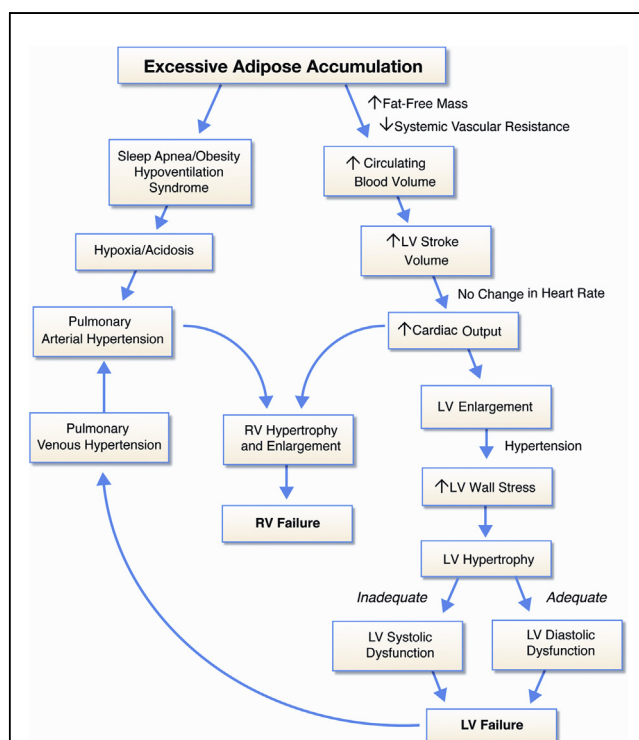 Excessive Adipose Accumulation
↑Fat-Free Mass
↓Systemic Vascular Resistance
Sleep Apnea/Obesity
Hypoventilation
Syndrome
↑ Circulating
Blood Volume
Hypoxia/Acidosis
↑LV Stroke
Volume
No Change in Heart Rate
Pulmonary
Arterial Hypertension
↑Cardiac Output
Pulmonary
Venous Hypertension
RV Hypertrophy
and Enlargement
LV Enlargement
Hypertension
RV Failure
↑LV Wall Stress
LV Hypertrophy
Inadequate
Adequate
LV Systolic
Dysfunction
LV Diastolic
Dysfunction
LV Failure